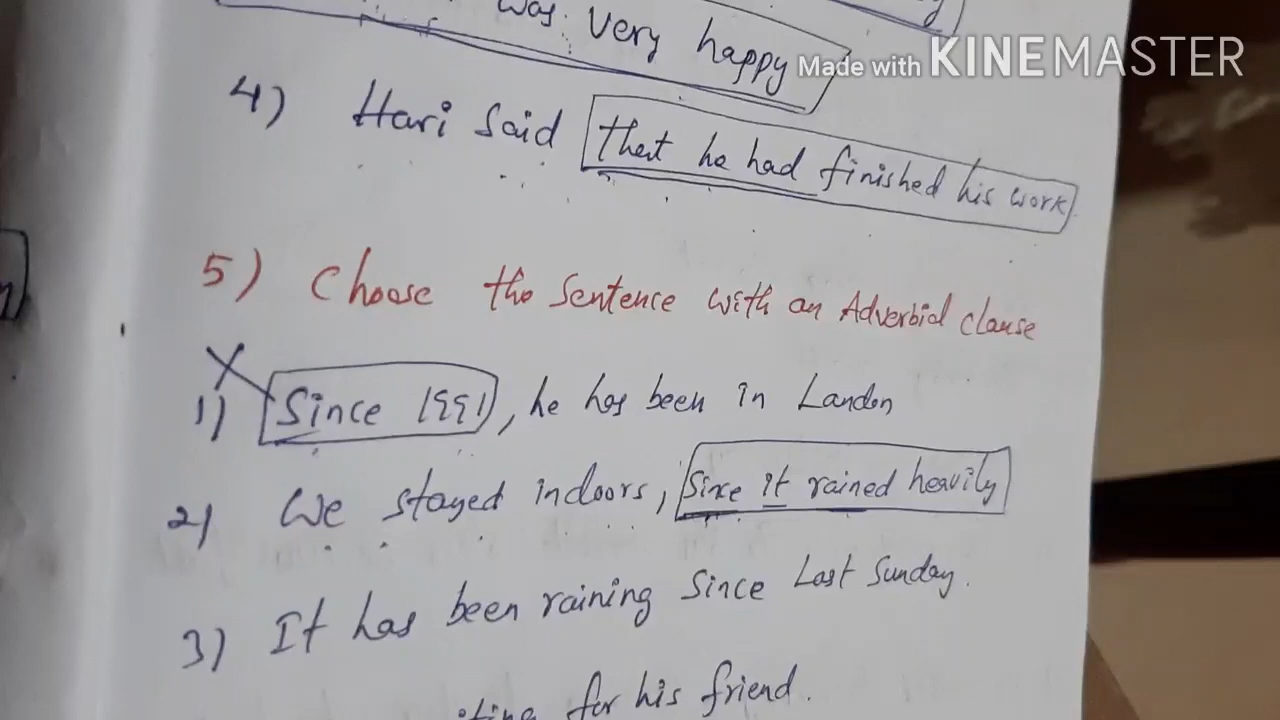 was very happy
Made with KINEMASTER
4) Hari said that he had finished his work
5) Choose the Sentence with an Adverbial clause
1) Since 1991, he has been in Landon
2) We stayed indoors, Since it rained heavily
3) It has been raining Since Last Sunday.
for his friend.